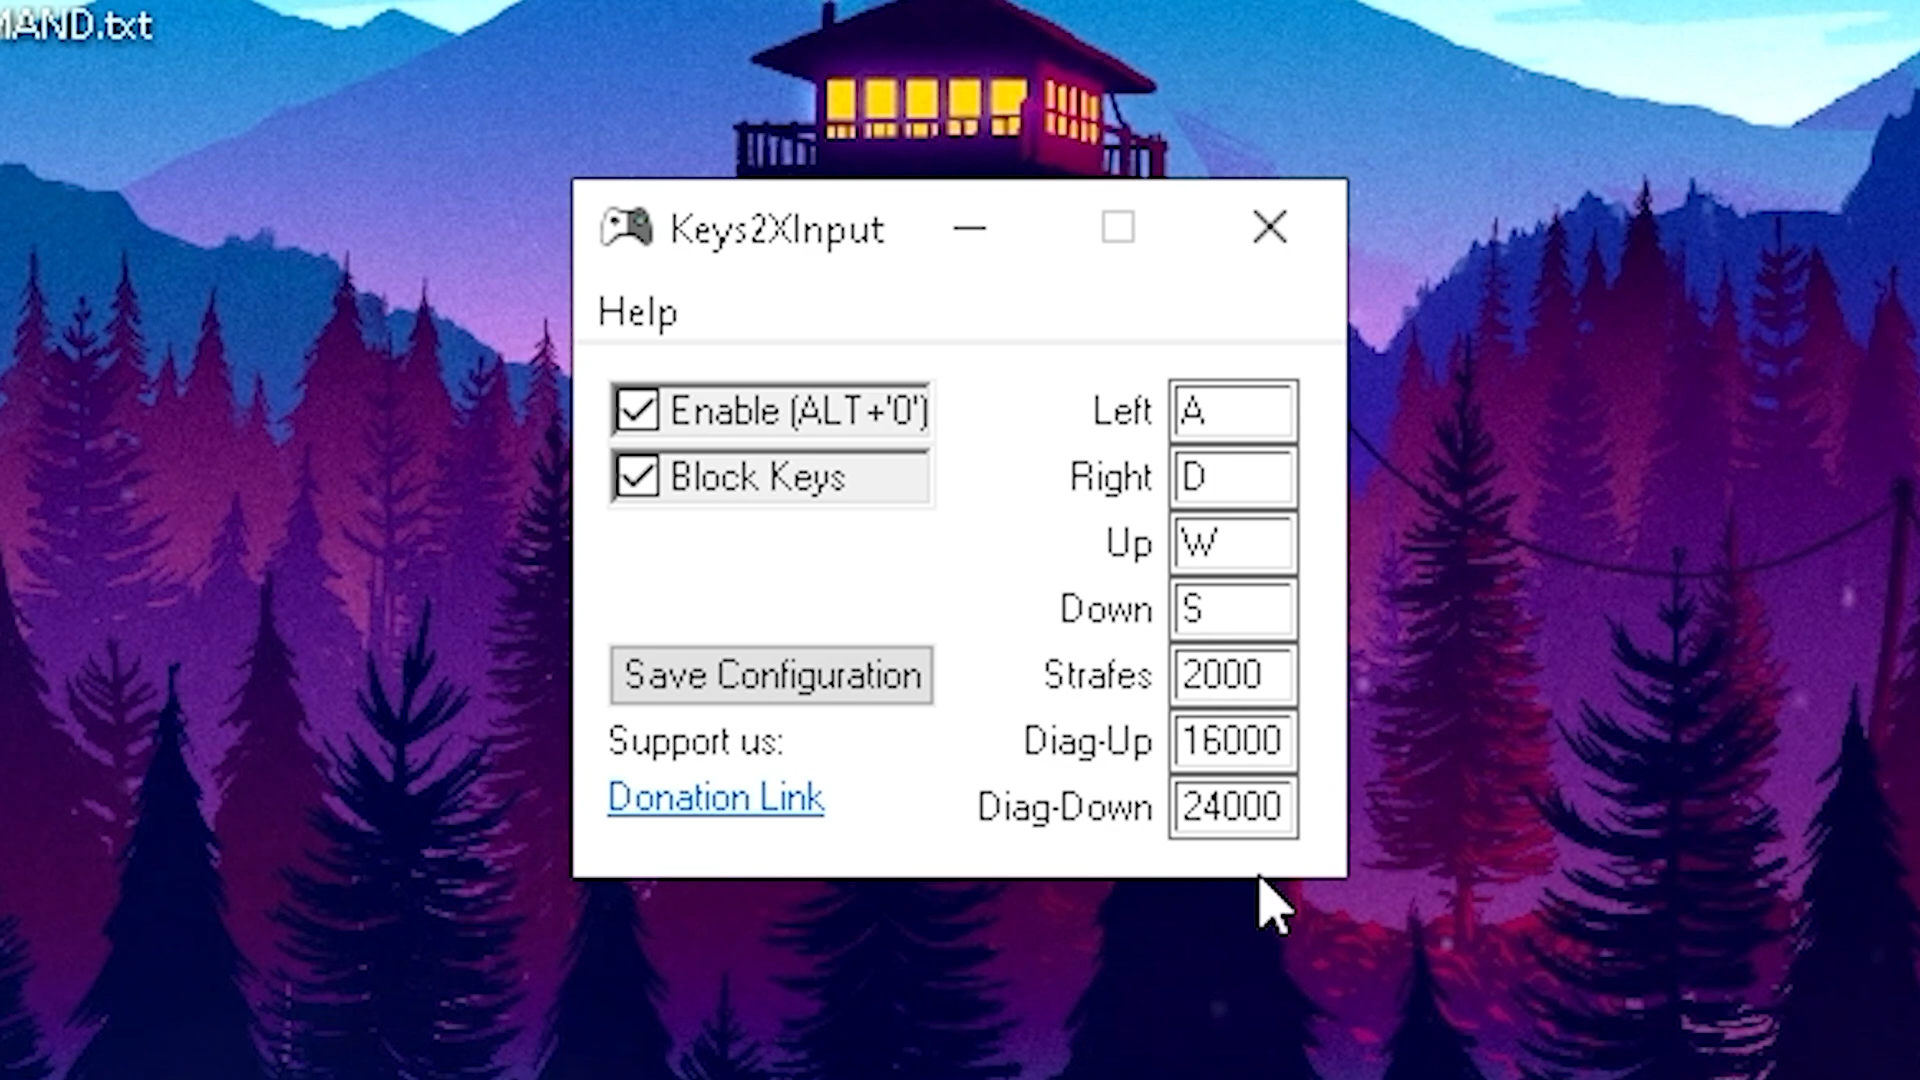 MAND.txt
Keys2XInput
Help
Enable (ALT+'0')
Block Keys
Save Configuration
Support us:
Donation Link
Left A
Right D
Up W
Down S
Strafes 2000
Diag-Up 16000
Diag-Down 24000